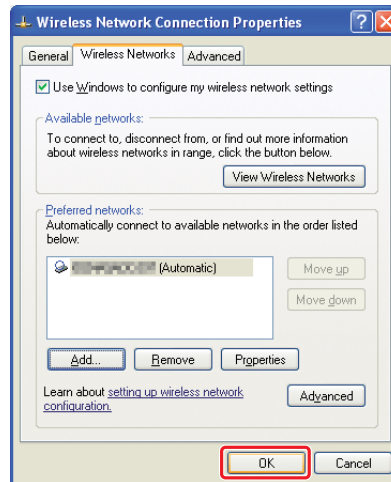 Wireless Network Connection Properties
General Wireless Networks Advanced
Use Windows to configure my wireless network settings
Available networks:
To connect to, disconnect from, or find out more information
about wireless networks in range, click the button below.
View Wireless Networks
Preferred networks:
Automatically connect to available networks in the order listed
below:
(Automatic)
Move up
Move down
Add... Remove Properties
Learn about setting up wireless network
configuration.
Advanced
OK Cancel